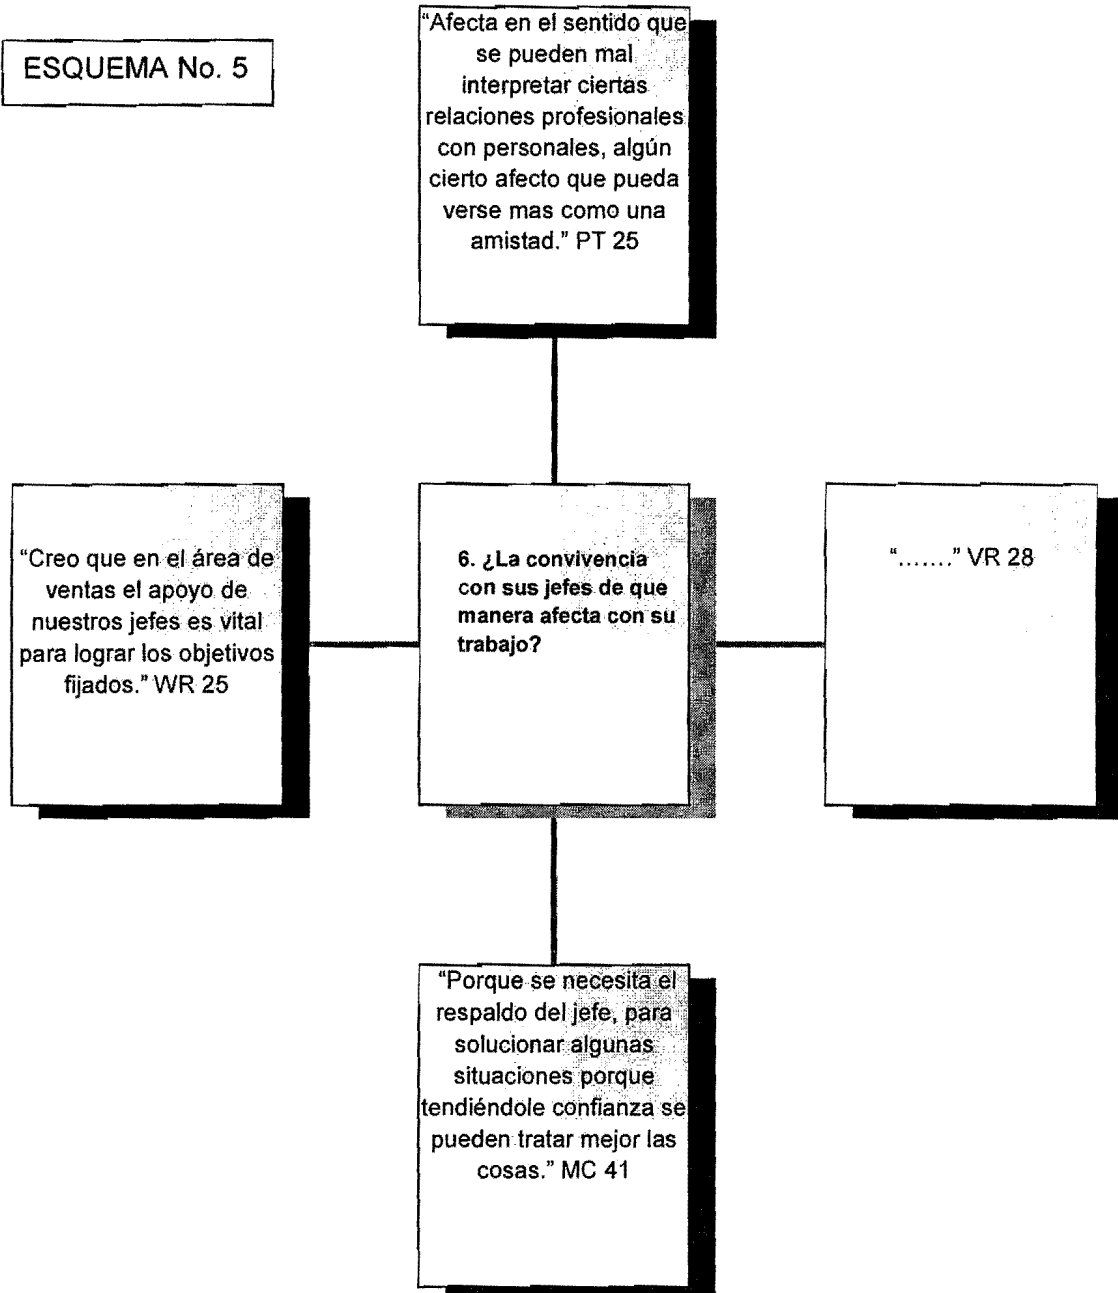 ESQUEMA No. 5
“Afecta en el sentido que
se pueden mal
interpretar ciertas
relaciones profesionales
con personales, algún
cierto afecto que pueda
verse mas como una
amistad.” PT 25
“Creo que en el área de
ventas el apoyo de
nuestros jefes es vital
para lograr los objetivos
fijados.” WR 25
6. ¿La convivencia
con sus jefes de que
manera afecta con su
trabajo?
“.......” VR 28
“Porque se necesita el
respaldo del jefe, para
solucionar algunas
situaciones porque
tendiéndole confianza se
pueden tratar mejor las
cosas.” MC 41